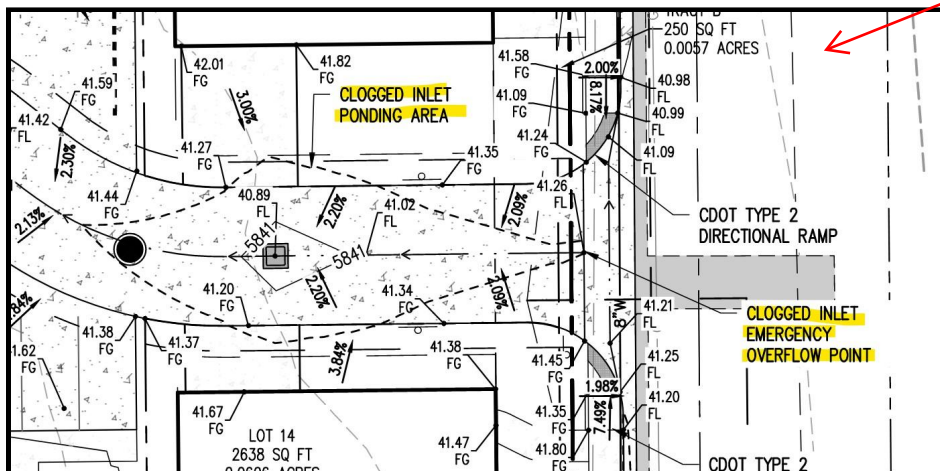 TRACT B
250 SQ FT
0.0057 ACRES
41.58
FG
2.00%
40.98
FL
42.01
FG
41.82
FG
41.59
FG
CLOGGED INLET
PONDING AREA
41.09
FG
8.17%
40.99
FL
41.42
FL
3.00%
41.24
FG
41.09
FL
2.30%
41.27
FG
41.35
FG
41.26
FL
41.44
FG
40.89
FL
2.20%
41.02
FL
2.09%
CDOT TYPE 2
DIRECTIONAL RAMP
2.13%
5841
5841
2.20%
2.09%
41.20
FG
41.34
FG
8"W
41.21
FL
CLOGGED INLET
EMERGENCY
OVERFLOW POINT
.84%
41.38
FG
41.37
FG
3.84%
41.38
FG
41.45
FG
41.25
FL
1.62
FG
1.98%
41.20
FL
41.67
FG
41.35
FG
7.49%
LOT 14
2638 SQ FT
41.47
FG
41.80
FG
CDOT TYPE 2